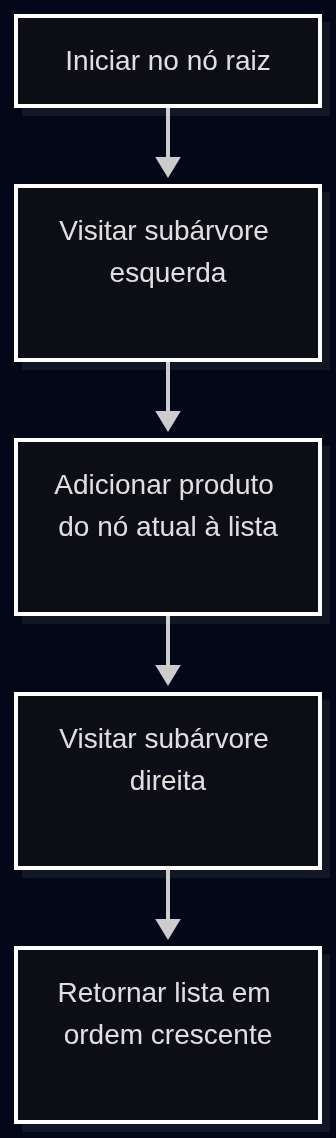 Iniciar no nó raiz
Visitar subárvore
esquerda
Adicionar produto
do nó atual à lista
Visitar subárvore
direita
Retornar lista em
ordem crescente